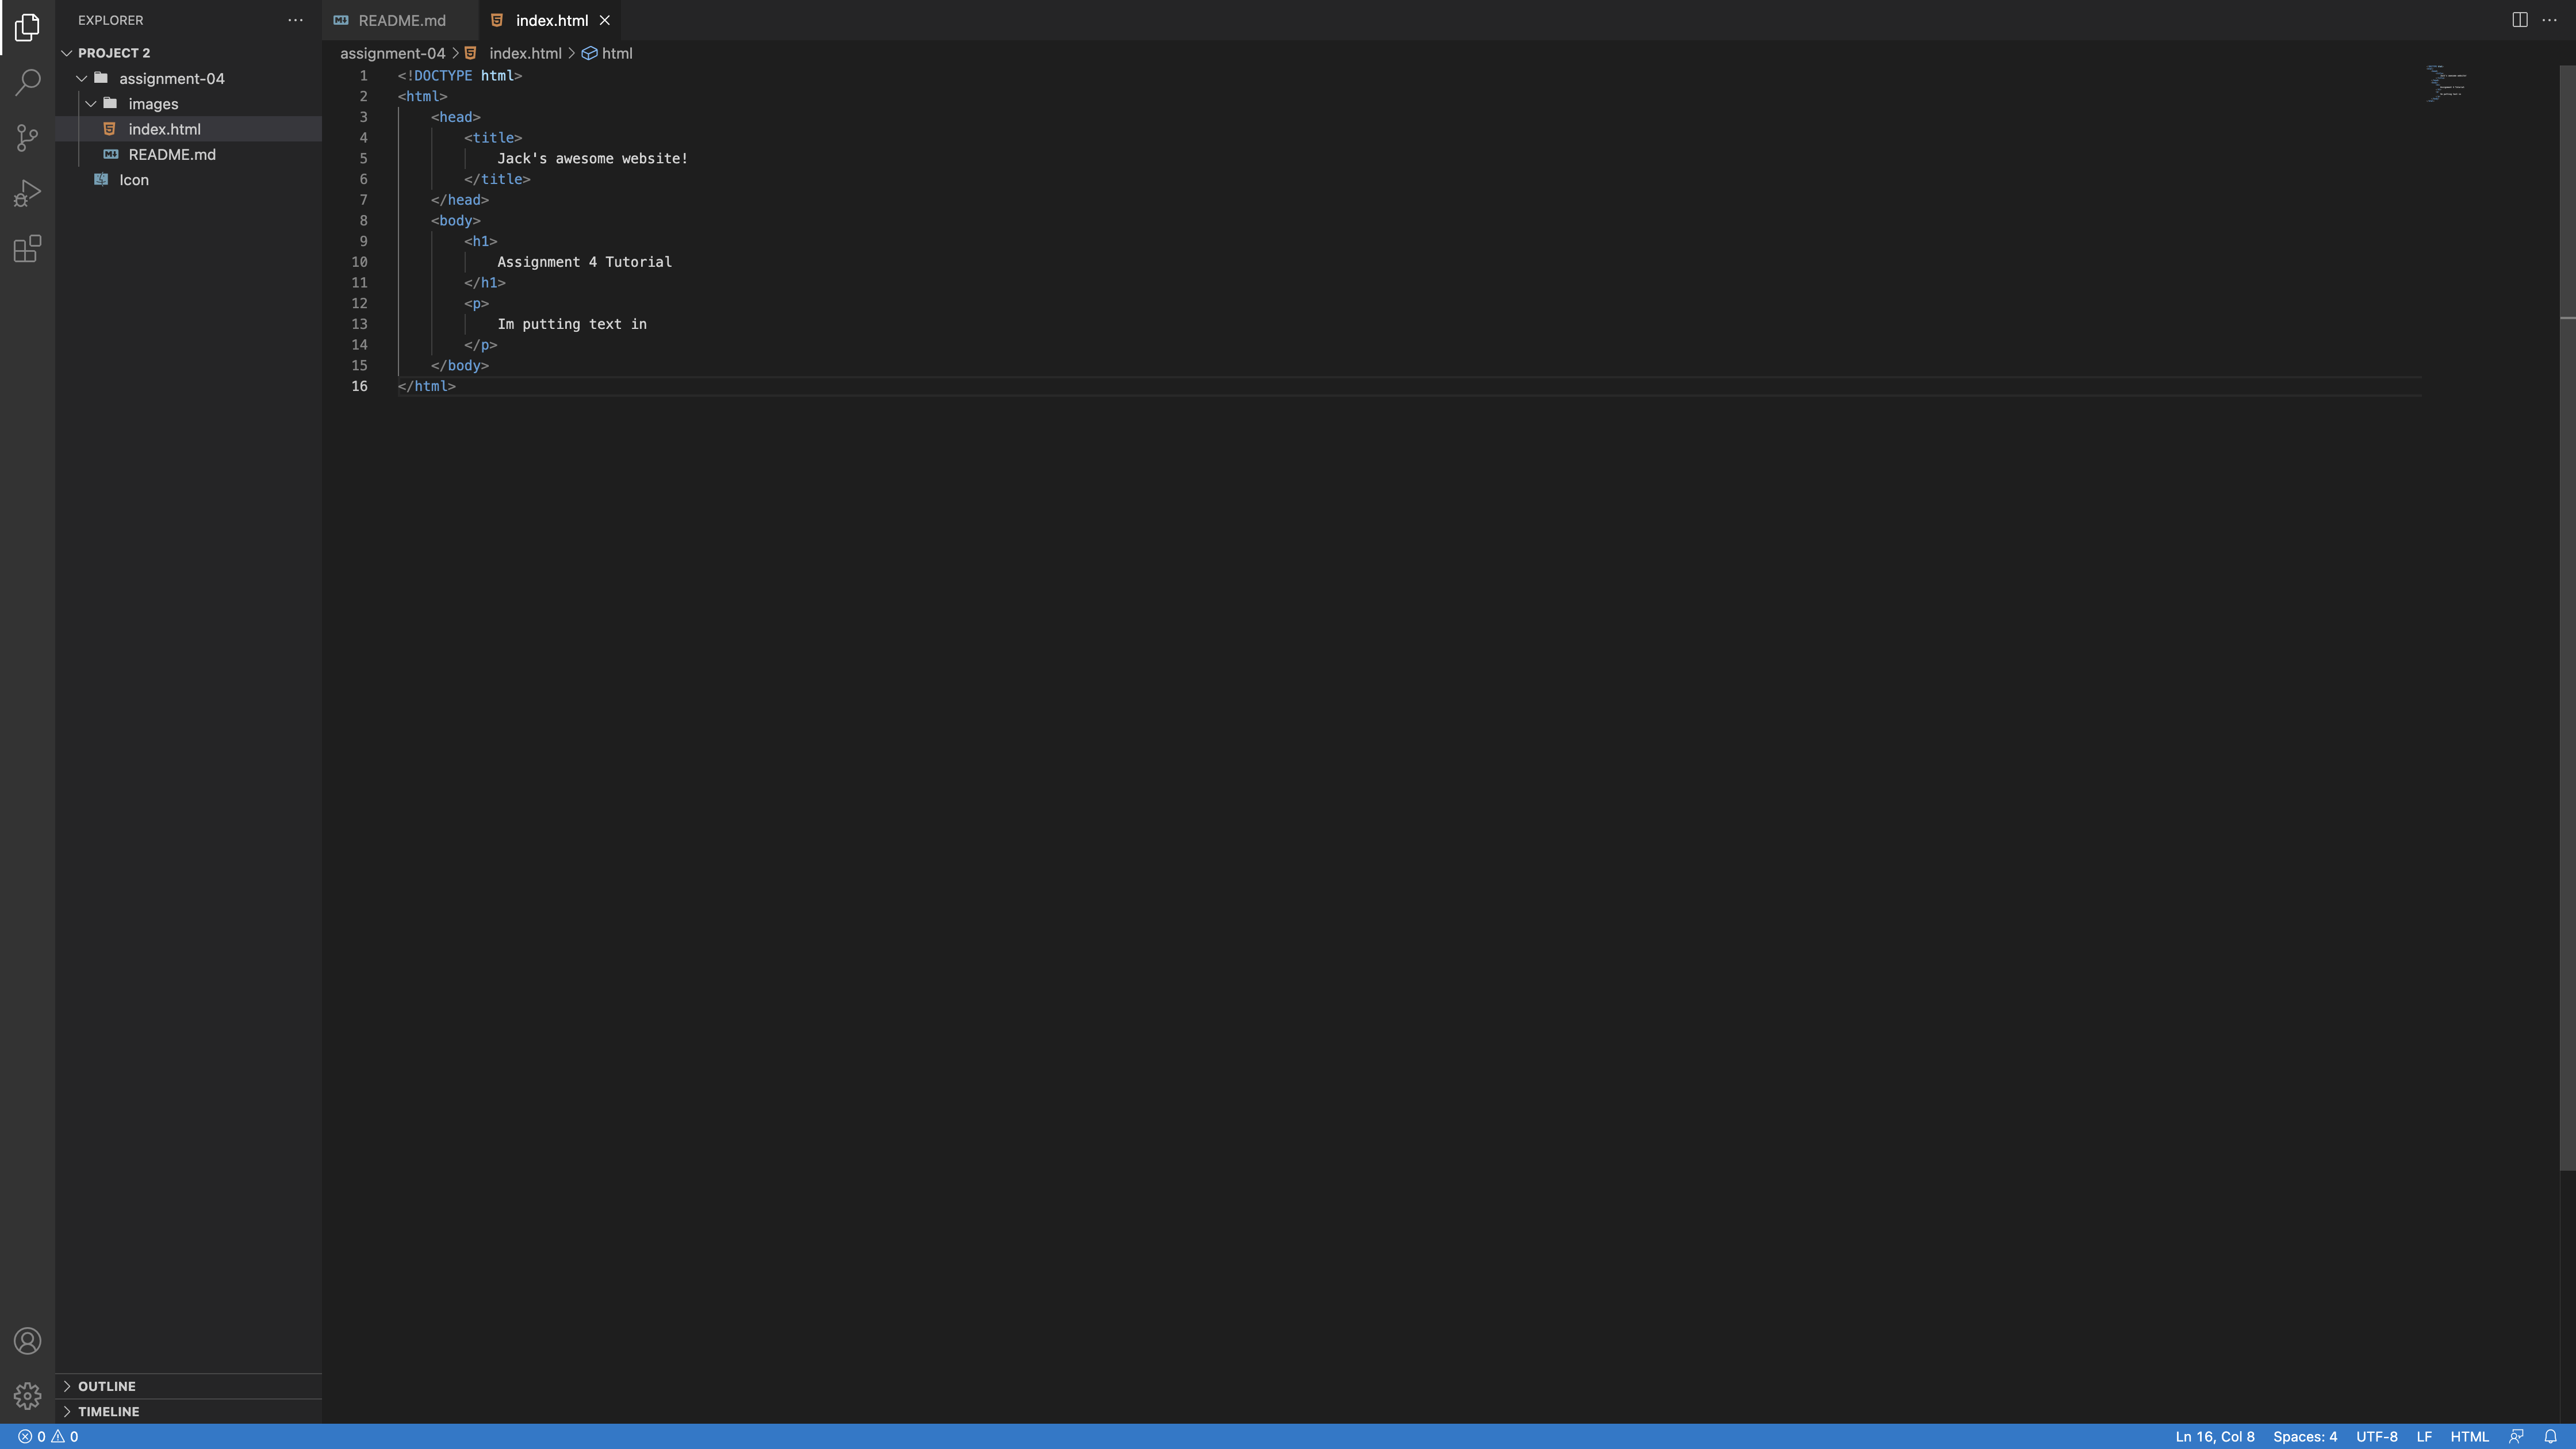 EXPLORER
PROJECT 2
assignment-04
images
index.html
README.md
Icon
OUTLINE
TIMELINE
README.md index.html
assignment-04 index.html html
1 <!DOCTYPE html>
2 <html>
3 <head>
4 <title>
5 Jack's awesome website!
6 </title>
7 </head>
8 <body>
9 <h1>
10 Assignment 4 Tutorial
11 </h1>
12 <p>
13 Im putting text in
14 </p>
15 </body>
16 </html>
0 0 Ln 16, Col 8 Spaces: 4 UTF-8 LF HTML